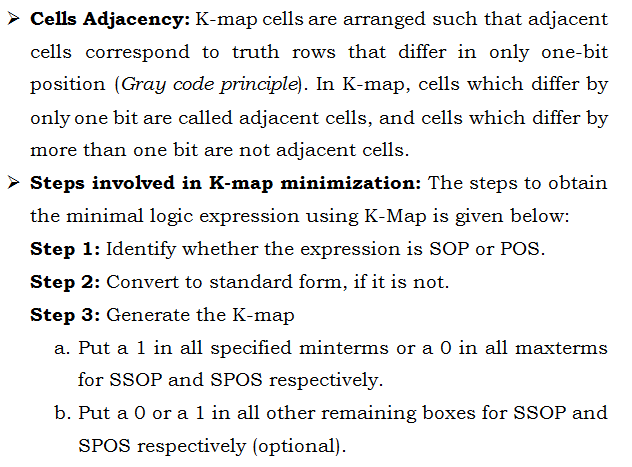 ➢ Cells Adjacency: K-map cells are arranged such that adjacent
cells correspond to truth rows that differ in only one-bit
position (Gray code principle). In K-map, cells which differ by
only one bit are called adjacent cells, and cells which differ by
more than one bit are not adjacent cells.
➢ Steps involved in K-map minimization: The steps to obtain
the minimal logic expression using K-Map is given below:
Step 1: Identify whether the expression is SOP or POS.
Step 2: Convert to standard form, if it is not.
Step 3: Generate the K-map
a. Put a 1 in all specified minterms or a 0 in all maxterms
for SSOP and SPOS respectively.
b. Put a 0 or a 1 in all other remaining boxes for SSOP and
SPOS respectively (optional).